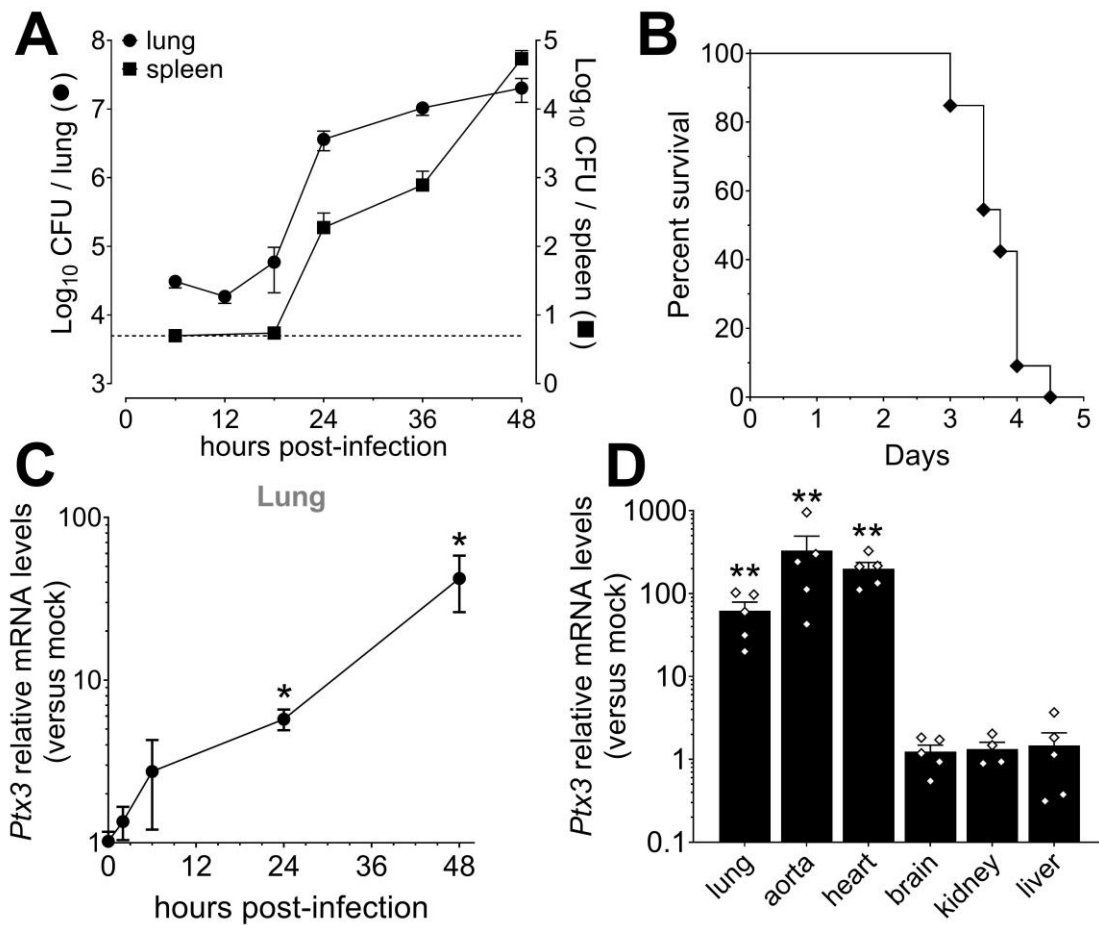 A
lung
spleen
8
7
6
5
4
3
Log10 CFU / lung (●)
5
4
3
2
1
0
Log10 CFU / spleen (■)
0 12 24 36 48
hours post-infection
B
100
80
60
40
20
0
Percent survival
0 1 2 3 4 5
Days
C
Lung
Ptx3 relative mRNA levels
(versus mock)
100
10
1
* *
0 12 24 36 48
hours post-infection
D
Ptx3 relative mRNA levels
(versus mock)
1000
100
10
1
0.1
** ** **
lung aorta heart brain kidney liver